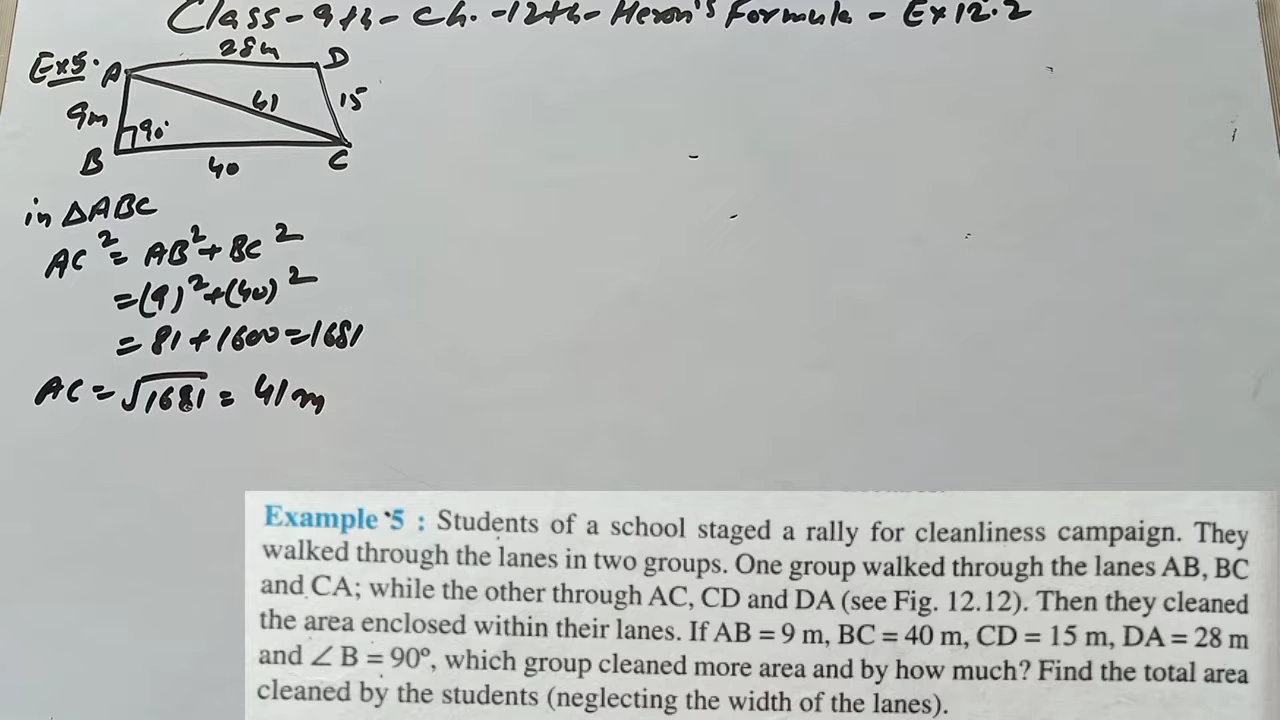 Class-9th-Ch.-12th-Heron's Formula-Ex 12.2
Ex 5.
A
28m
D
9m
90°
41
15
B
40
C
in △ABC
AC² = AB² + BC²
= (9)² + (40)²
= 81 + 1600 = 1681
AC = √1681 = 41m
Example 5 : Students of a school staged a rally for cleanliness campaign. They
walked through the lanes in two groups. One group walked through the lanes AB, BC
and CA; while the other through AC, CD and DA (see Fig. 12.12). Then they cleaned
the area enclosed within their lanes. If AB = 9 m, BC = 40 m, CD = 15 m, DA = 28 m
and ∠ B = 90º, which group cleaned more area and by how much? Find the total area
cleaned by the students (neglecting the width of the lanes).